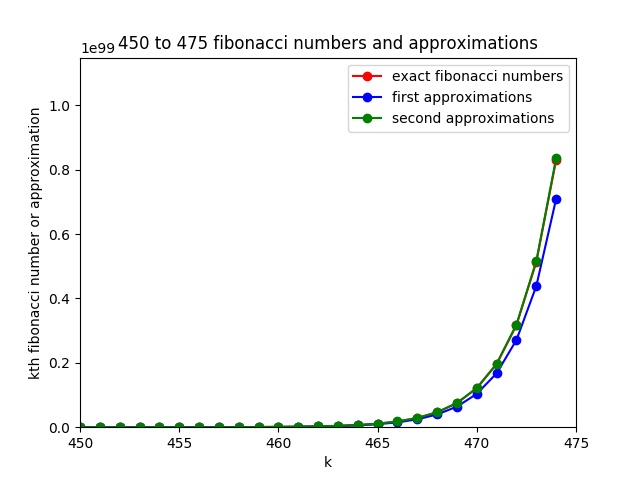 1e99
450 to 475 fibonacci numbers and approximations
exact fibonacci numbers
first approximations
second approximations
kth fibonacci number or approximation
1.0
0.8
0.6
0.4
0.2
0.0
450
455
460
465
470
475
k